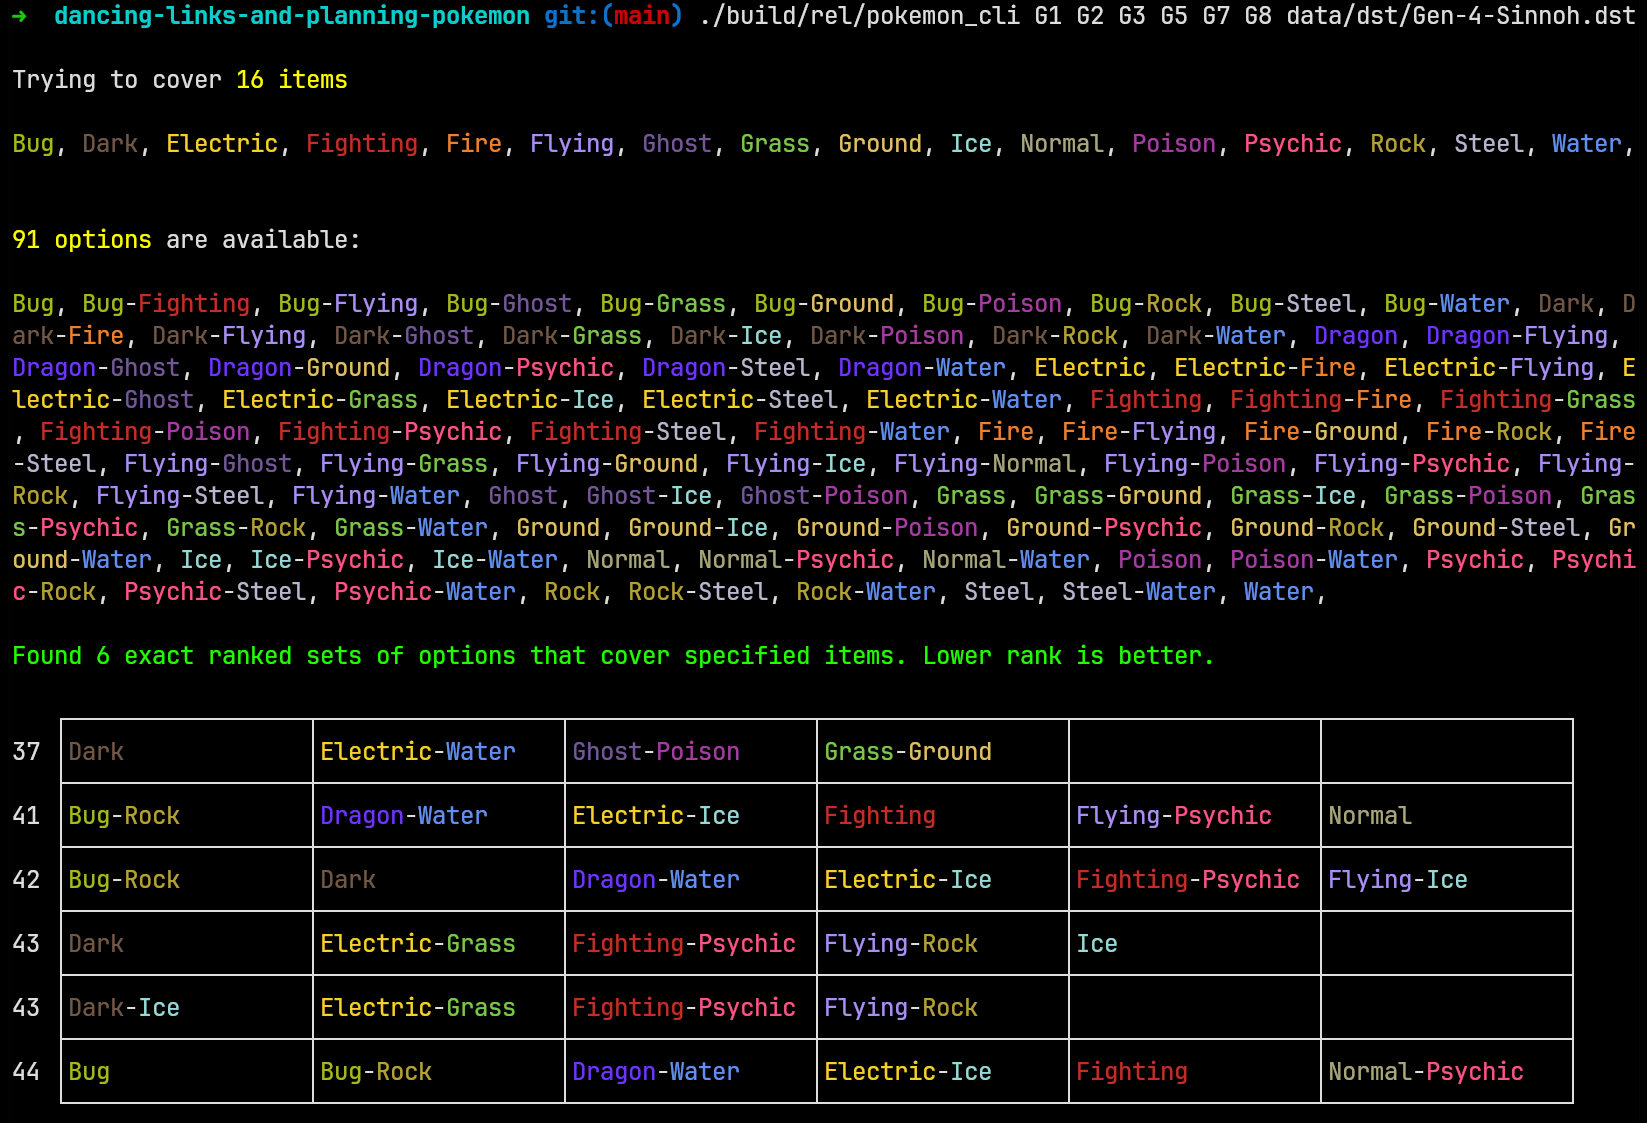 ➜  dancing-links-and-planning-pokemon git:(main) ./build/rel/pokemon_cli G1 G2 G3 G5 G7 G8 data/dst/Gen-4-Sinnoh.dst
Trying to cover 16 items
Bug, Dark, Electric, Fighting, Fire, Flying, Ghost, Grass, Ground, Ice, Normal, Poison, Psychic, Rock, Steel, Water,
91 options are available:
Bug, Bug-Fighting, Bug-Flying, Bug-Ghost, Bug-Grass, Bug-Ground, Bug-Poison, Bug-Rock, Bug-Steel, Bug-Water, Dark, D
ark-Fire, Dark-Flying, Dark-Ghost, Dark-Grass, Dark-Ice, Dark-Poison, Dark-Rock, Dark-Water, Dragon, Dragon-Flying,
Dragon-Ghost, Dragon-Ground, Dragon-Psychic, Dragon-Steel, Dragon-Water, Electric, Electric-Fire, Electric-Flying, E
lectric-Ghost, Electric-Grass, Electric-Ice, Electric-Steel, Electric-Water, Fighting, Fighting-Fire, Fighting-Grass
, Fighting-Poison, Fighting-Psychic, Fighting-Steel, Fighting-Water, Fire, Fire-Flying, Fire-Ground, Fire-Rock, Fire
-Steel, Flying-Ghost, Flying-Grass, Flying-Ground, Flying-Ice, Flying-Normal, Flying-Poison, Flying-Psychic, Flying-
Rock, Flying-Steel, Flying-Water, Ghost, Ghost-Ice, Ghost-Poison, Grass, Grass-Ground, Grass-Ice, Grass-Poison, Gras
s-Psychic, Grass-Rock, Grass-Water, Ground, Ground-Ice, Ground-Poison, Ground-Psychic, Ground-Rock, Ground-Steel, Gr
ound-Water, Ice, Ice-Psychic, Ice-Water, Normal, Normal-Psychic, Normal-Water, Poison, Poison-Water, Psychic, Psychi
c-Rock, Psychic-Steel, Psychic-Water, Rock, Rock-Steel, Rock-Water, Steel, Steel-Water, Water,
Found 6 exact ranked sets of options that cover specified items. Lower rank is better.
37 Dark Electric-Water Ghost-Poison Grass-Ground
41 Bug-Rock Dragon-Water Electric-Ice Fighting Flying-Psychic Normal
42 Bug-Rock Dark Dragon-Water Electric-Ice Fighting-Psychic Flying-Ice
43 Dark Electric-Grass Fighting-Psychic Flying-Rock Ice
43 Dark-Ice Electric-Grass Fighting-Psychic Flying-Rock
44 Bug Bug-Rock Dragon-Water Electric-Ice Fighting Normal-Psychic